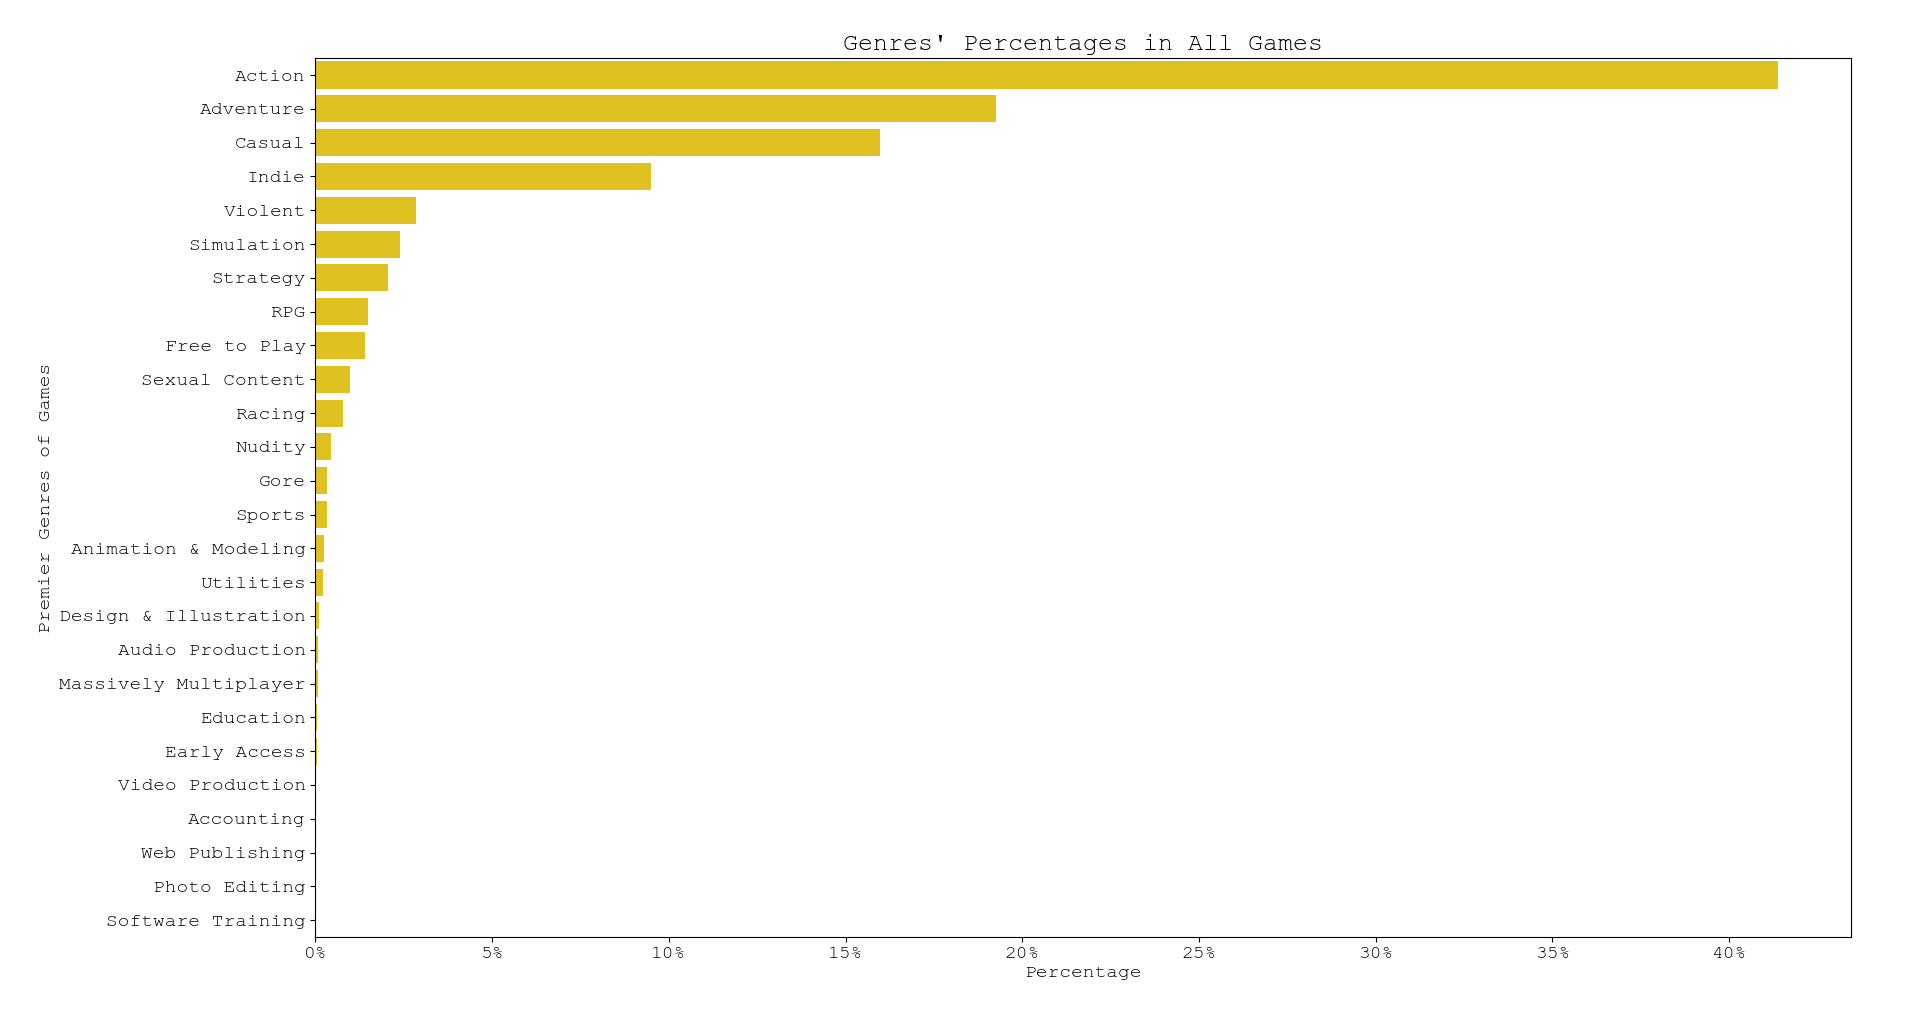 Genres' Percentages in All Games
Premier Genres of Games
Action
Adventure
Casual
Indie
Violent
Simulation
Strategy
RPG
Free to Play
Sexual Content
Racing
Nudity
Gore
Sports
Animation & Modeling
Utilities
Design & Illustration
Audio Production
Massively Multiplayer
Education
Early Access
Video Production
Accounting
Web Publishing
Photo Editing
Software Training
0% 5% 10% 15% 20% 25% 30% 35% 40%
Percentage